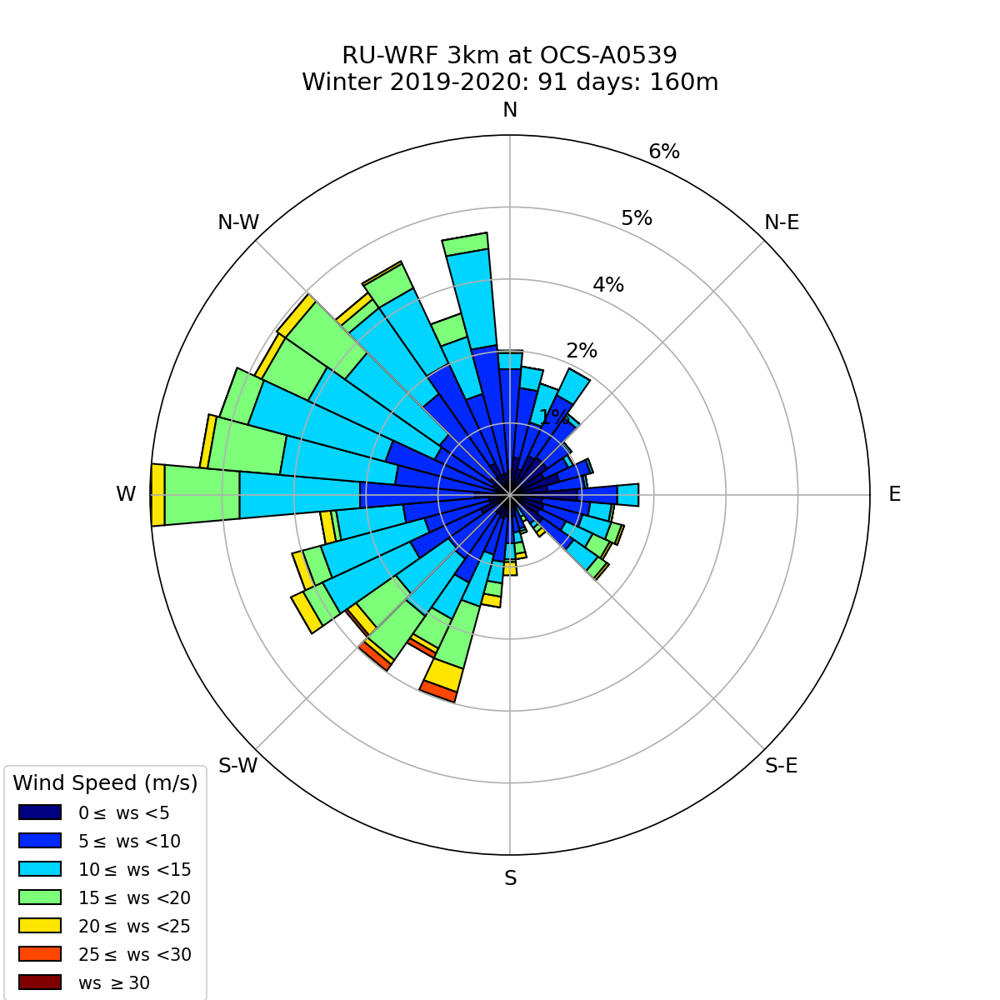 RU-WRF 3km at OCS-A0539
Winter 2019-2020: 91 days: 160m
N
6%
N-W
N-E
5%
4%
2%
1%
W
E
S-W
S-E
S
Wind Speed (m/s)
0 ≤ ws <5
5 ≤ ws <10
10 ≤ ws <15
15 ≤ ws <20
20 ≤ ws <25
25 ≤ ws <30
ws ≥ 30